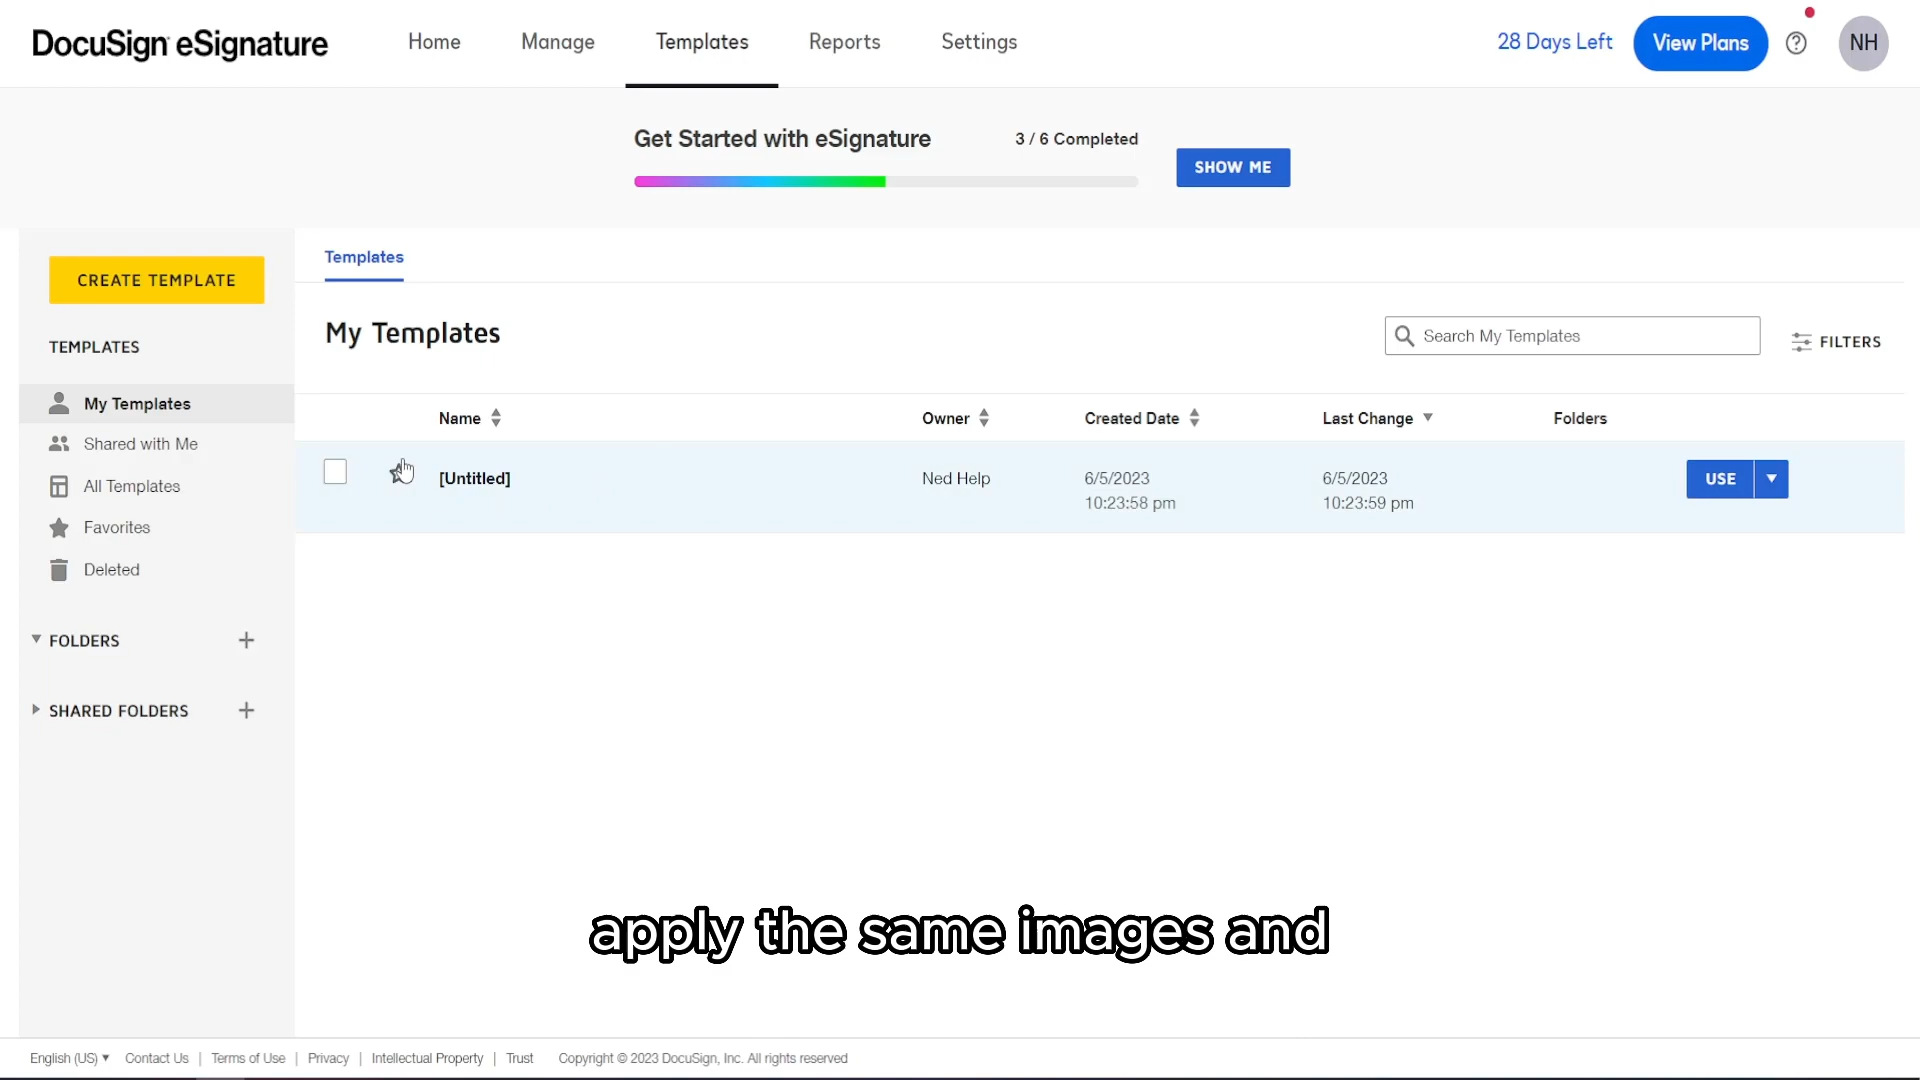 DocuSign eSignature
Home
Manage
Templates
Reports
Settings
28 Days Left
View Plans
NH
Get Started with eSignature
3 / 6 Completed
SHOW ME
CREATE TEMPLATE
TEMPLATES
My Templates
Shared with Me
All Templates
Favorites
Deleted
FOLDERS
SHARED FOLDERS
Templates
My Templates
Search My Templates
FILTERS
Name
Owner
Created Date
Last Change
Folders
[Untitled]
Ned Help
6/5/2023
10:23:58 pm
6/5/2023
10:23:59 pm
USE
apply the same images and
English (US) Contact Us | Terms of Use | Privacy | Intellectual Property | Trust Copyright © 2023 DocuSign, Inc. All rights reserved